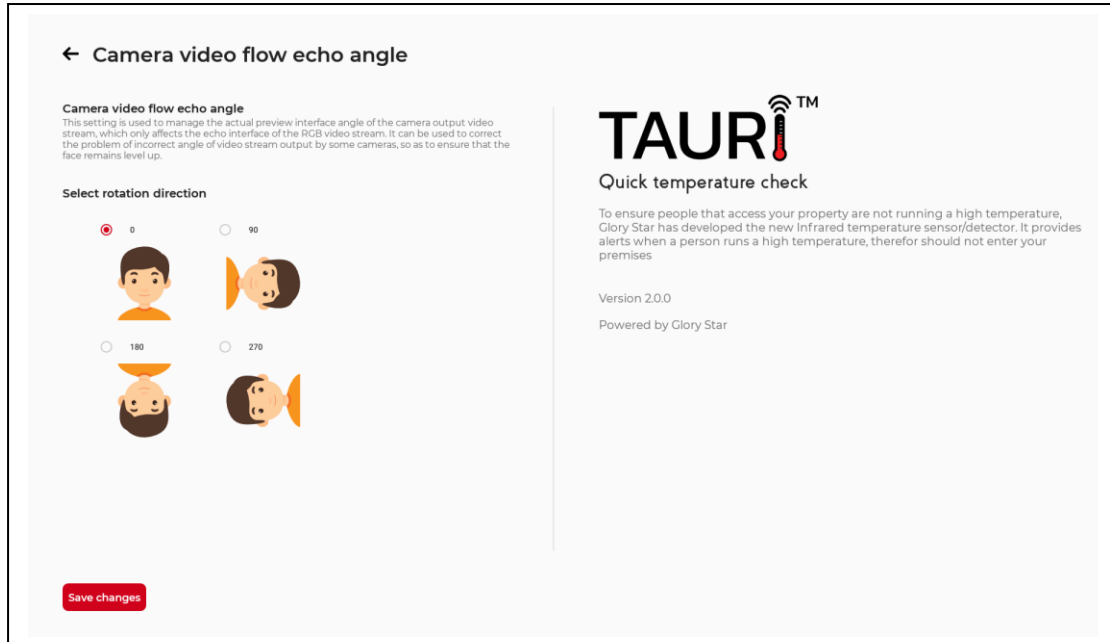 ← Camera video flow echo angle
Camera video flow echo angle
This setting is used to manage the actual preview interface angle of the camera output video
stream, which only affects the echo interface of the RGB video stream. It can be used to correct
the problem of incorrect angle of video stream output by some cameras, so as to ensure that the
face remains level up.
Select rotation direction
0
90
180
270
Save changes
TAURI™
Quick temperature check
To ensure people that access your property are not running a high temperature,
Glory Star has developed the new Infrared temperature sensor/detector. It provides
alerts when a person runs a high temperature, therefor should not enter your
premises
Version 2.0.0
Powered by Glory Star